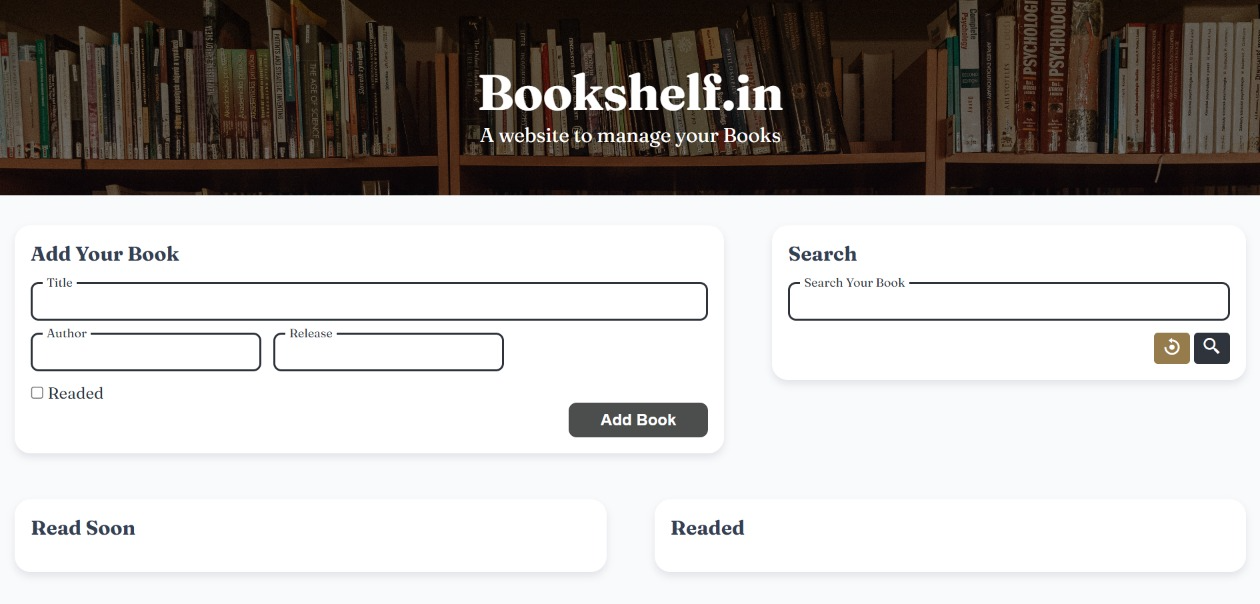 Bookshelf.in
A website to manage your Books
PSYCHOLOGY
Add Your Book
Title
Author
Release
Readed
Add Book
Search
Search Your Book
Read Soon
Readed